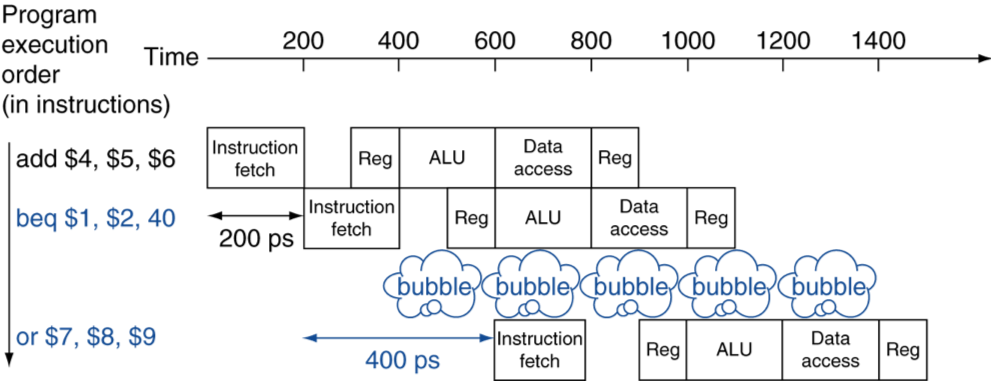 Program
execution
order
(in instructions)
Time
200 400 600 800 1000 1200 1400
add $4, $5, $6
Instruction
fetch
Reg
ALU
Data
access
Reg
beq $1, $2, 40
200 ps
Instruction
fetch
Reg
ALU
Data
access
Reg
bubble bubble bubble bubble bubble
or $7, $8, $9
400 ps
Instruction
fetch
Reg
ALU
Data
access
Reg